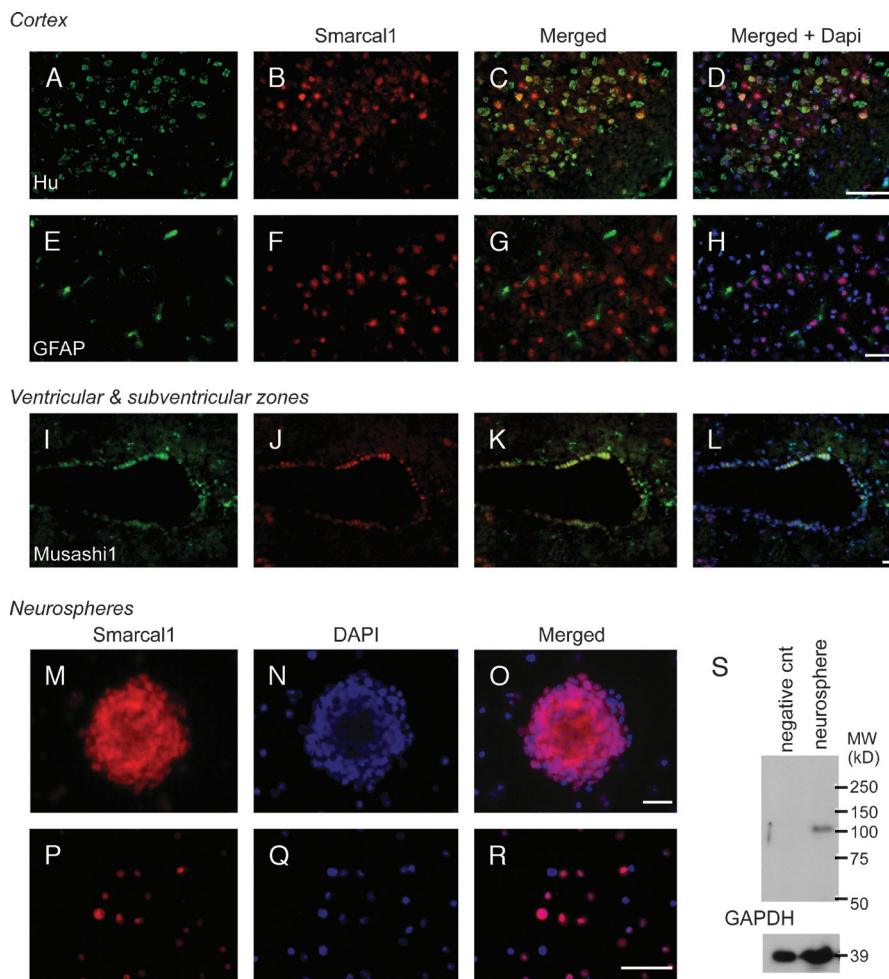 Cortex
Smarcal1 Merged Merged + Dapi
A B C D
Hu
E F G H
GFAP
Ventricular & subventricular zones
I J K L
Musashi1
Neurospheres
Smarcal1 DAPI Merged
M N O
P Q R
S
negative cnt
neurosphere
MW
(kD)
250
150
100
75
50
GAPDH
39